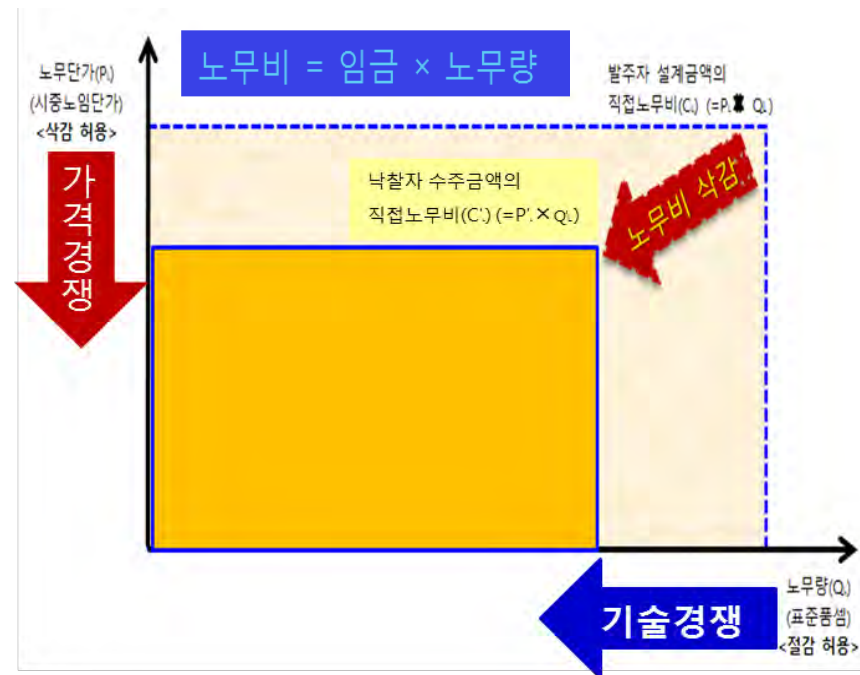 노무비 = 임금 × 노무량
노무단가(P.)
(시중노임단가)
<삭감 허용>
발주자 설계금액의
직접노무비(C.) (=P.✖ Q.)
가격경쟁
낙찰자 수주금액의
직접노무비(C'.) (=P'.×Q'.)
노무비 삭감
기술경쟁
노무량(Q.)
(표준품셈)
<절감 허용>